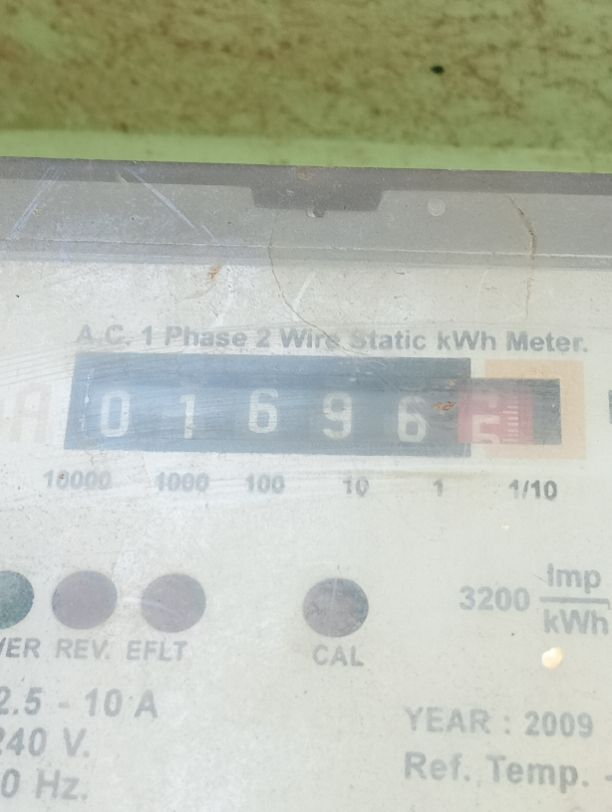 A.C. 1 Phase 2 Wire Static kWh Meter.
0 1 6 9 6 5
10000 1000 100 10 1 1/10
3200 Imp/kWh
REV. EFLT CAL
2.5 - 10 A
240 V.
YEAR : 2009
0 Hz.
Ref. Temp. -